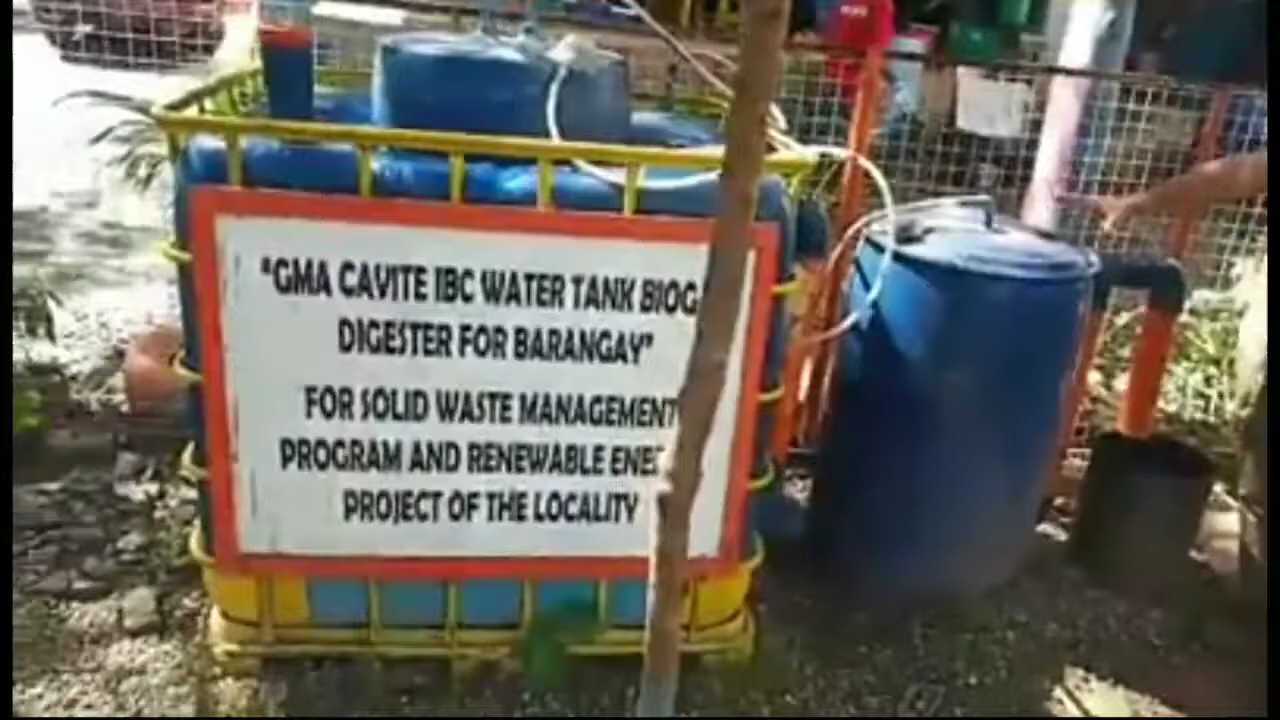 "GMA CAVITE IBC WATER TANK BIOG
DIGESTER FOR BARANGAY"
FOR SOLID WASTE MANAGEMENT
PROGRAM AND RENEWABLE ENE
PROJECT OF THE LOCALITY